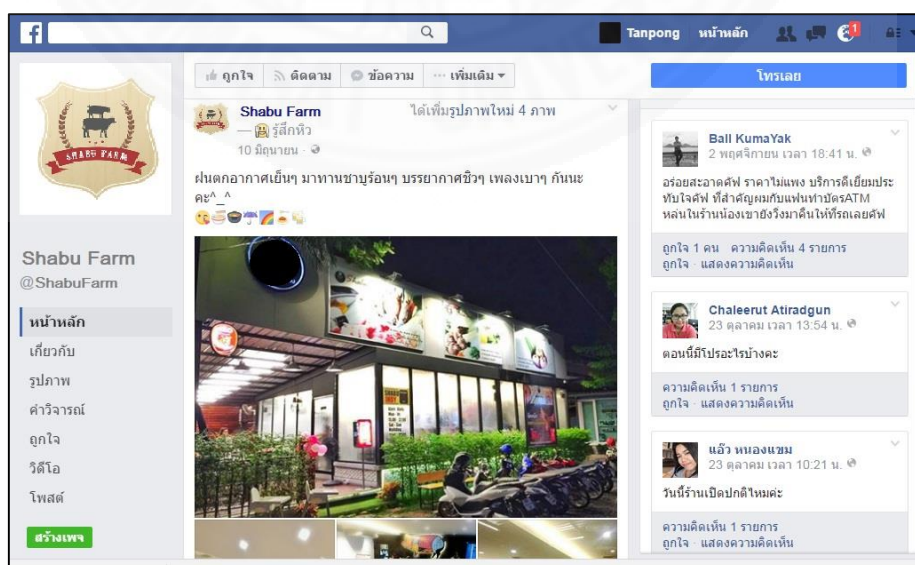 Tanpong หน้าหลัก 1
SHABU FARM
Shabu Farm
@ShabuFarm
หน้าหลัก
เกี่ยวกับ
รูปภาพ
คำวิจารณ์
ถูกใจ
วิดีโอ
โพสต์
สร้างเพจ
ถูกใจ ติดตาม ข้อความ ··· เพิ่มเติม
Shabu Farm ได้เพิ่มรูปภาพใหม่ 4 ภาพ
— รู้สึกหิว
10 มิถุนายน ·
ฝนตกอากาศเย็นๆ มาทานชาบูร้อนๆ บรรยากาศชิวๆ เพลงเบาๆ กันนะ
คะ^_^
โทรเลย
Ball KumaYak
2 พฤศจิกายน เวลา 18:41 น.
อร่อยสะอาดคัฟ ราคาไม่แพง บริการดีเยี่ยมประ
ทับใจคัฟ ที่สำคัญผมกับแฟนทำบัตรATM
หล่นในร้านน้องเขายังวิ่งมาคืนให้ที่รถเลยคัฟ
ถูกใจ 1 คน ความคิดเห็น 4 รายการ
ถูกใจ · แสดงความคิดเห็น
Chaleerut Atiradgun
23 ตุลาคม เวลา 13:54 น.
ตอนนี้มีโปรอะไรบ้างคะ
ความคิดเห็น 1 รายการ
ถูกใจ · แสดงความคิดเห็น
แอ๊ว หนองแขม
23 ตุลาคม เวลา 10:21 น.
วันนี้ร้านเปิดปกติไหมค่ะ
ความคิดเห็น 1 รายการ
ถูกใจ · แสดงความคิดเห็น